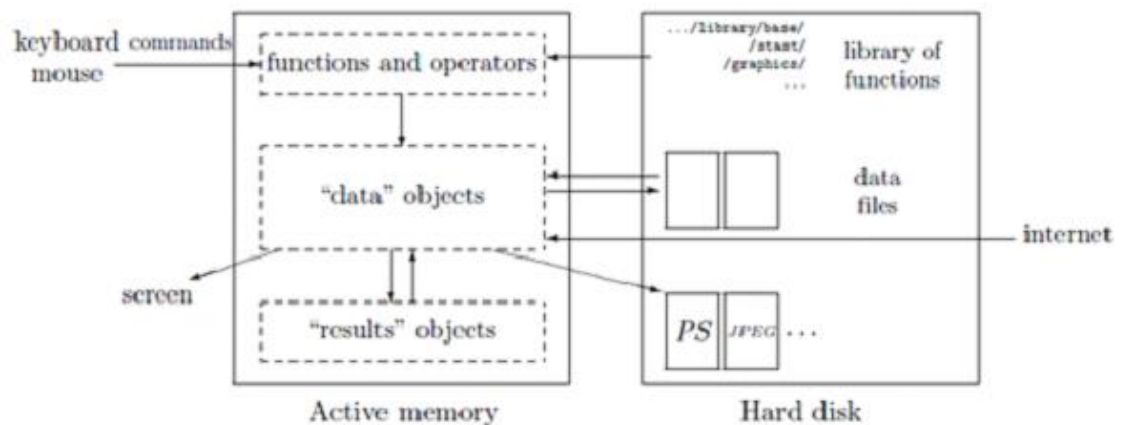 keyboard commands
mouse
functions and operators
.../library/base/
/stast/
/graphics/
...
library of
functions
"data" objects
data
files
internet
screen
"results" objects
PS
JPEG
...
Active memory
Hard disk